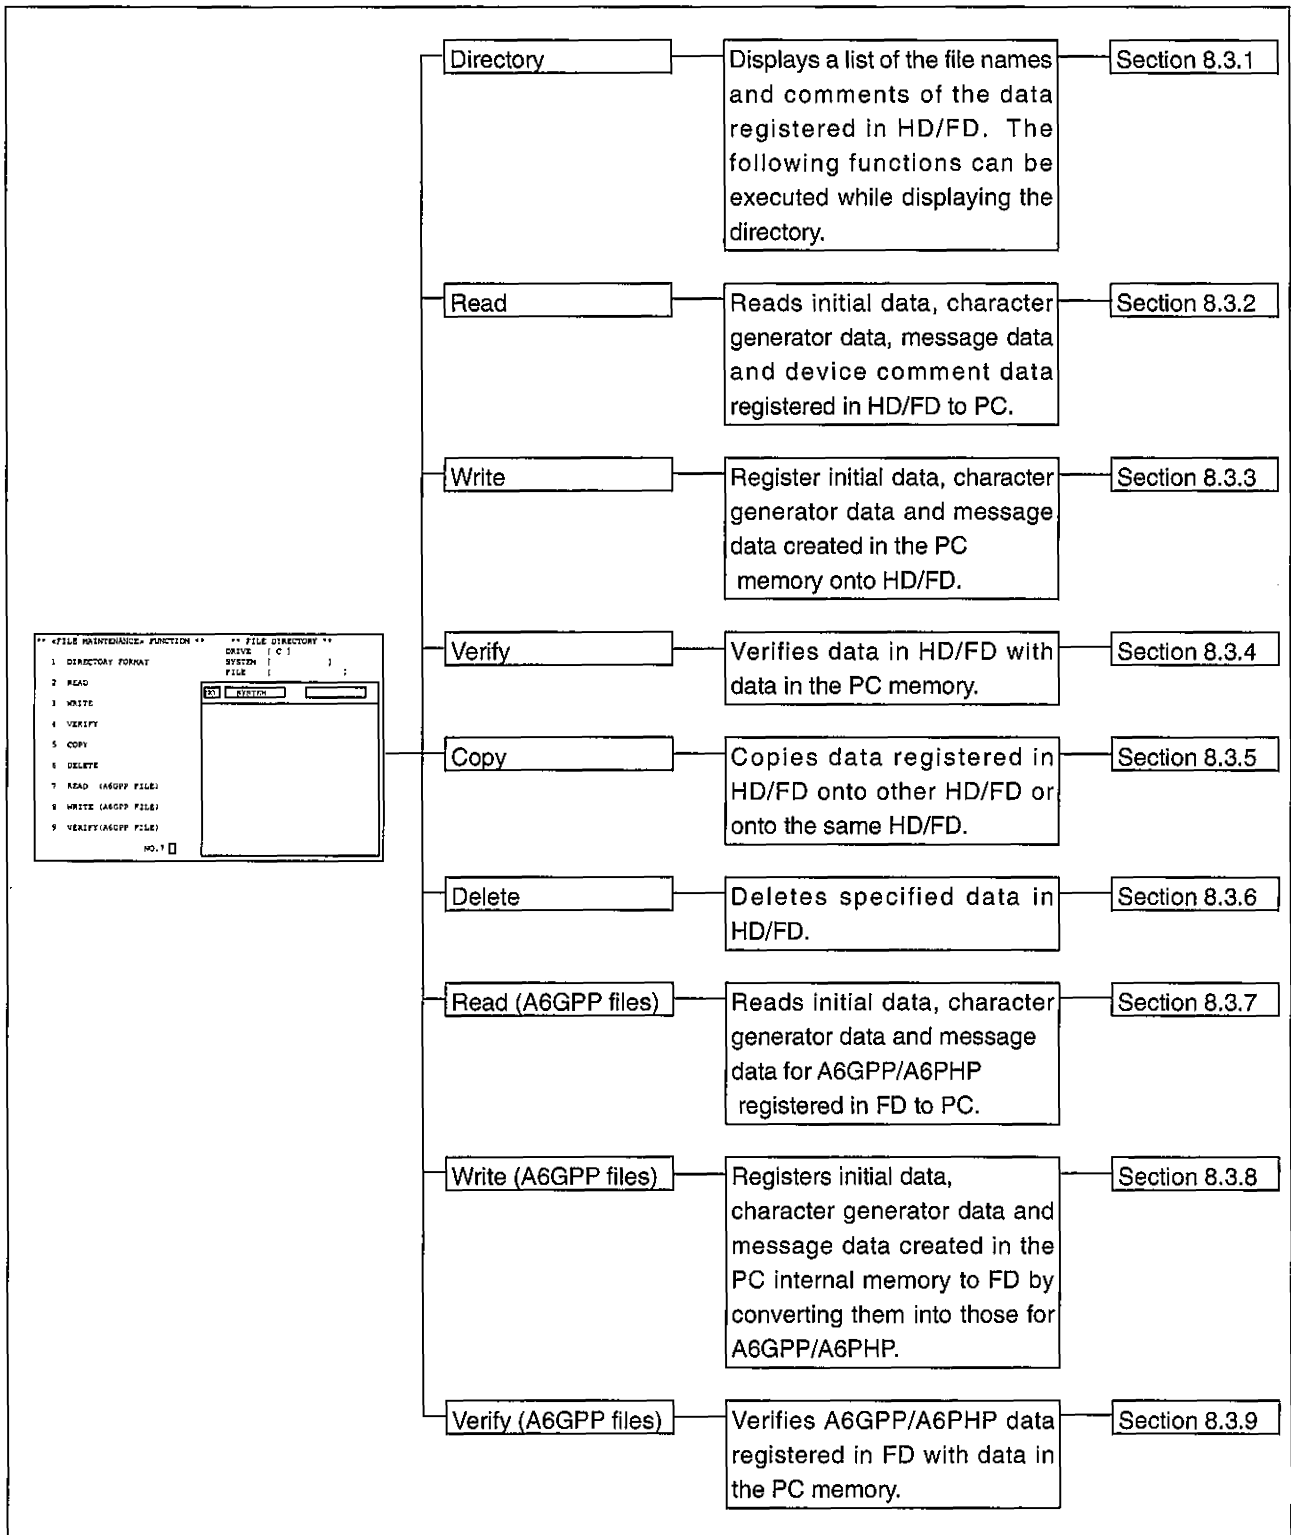 Directory
Displays a list of the file names
and comments of the data
registered in HD/FD. The
following functions can be
executed while displaying the
directory.
Section 8.3.1
Read
Reads initial data, character
generator data, message data
and device comment data
registered in HD/FD to PC.
Section 8.3.2
Write
Register initial data, character
generator data and message
data created in the PC
memory onto HD/FD.
Section 8.3.3
** <FILE MAINTENANCE> FUNCTION **
** FILE DIRECTORY **
DRIVE [ C ]
1 DIRECTORY FORMAT
SYSTEM [ ]
FILE [ ]
2 READ
SYSTEM
3 WRITE
4 VERIFY
5 COPY
6 DELETE
7 READ (A6GPP FILE)
8 WRITE (A6GPP FILE)
9 VERIFY(A6GPP FILE)
NO.?
Verify
Verifies data in HD/FD with
data in the PC memory.
Section 8.3.4
Copy
Copies data registered in
HD/FD onto other HD/FD or
onto the same HD/FD.
Section 8.3.5
Delete
Deletes specified data in
HD/FD.
Section 8.3.6
Read (A6GPP files)
Reads initial data, character
generator data and message
data for A6GPP/A6PHP
registered in FD to PC.
Section 8.3.7
Write (A6GPP files)
Registers initial data,
character generator data and
message data created in the
PC internal memory to FD by
converting them into those for
A6GPP/A6PHP.
Section 8.3.8
Verify (A6GPP files)
Verifies A6GPP/A6PHP data
registered in FD with data in
the PC memory.
Section 8.3.9